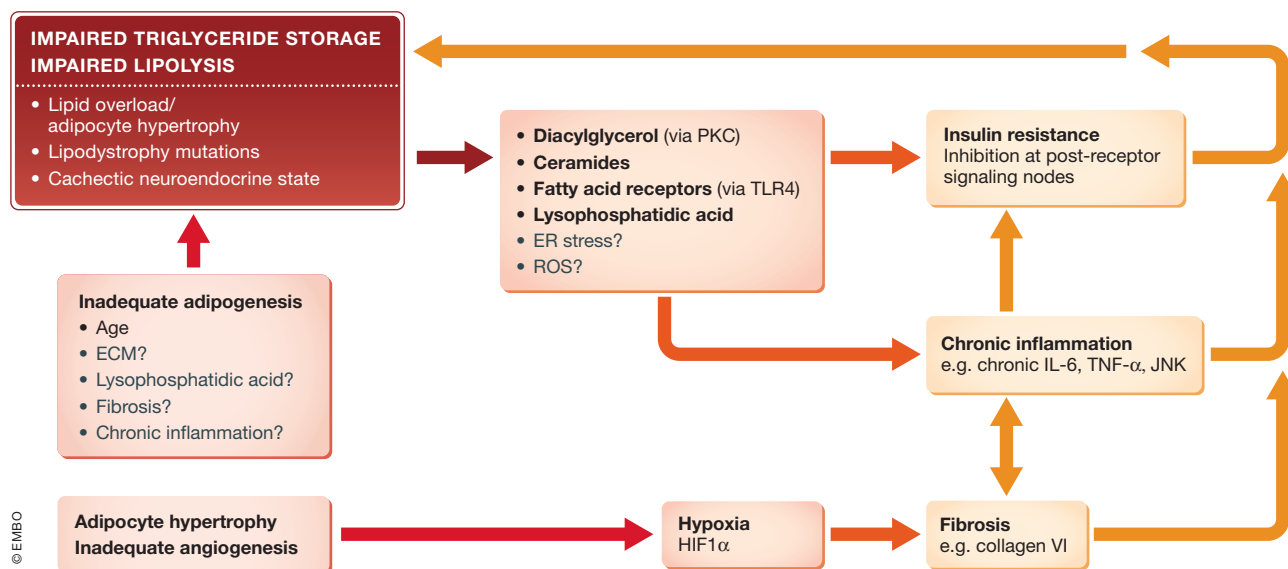 IMPAIRED TRIGLYCERIDE STORAGE
IMPAIRED LIPOLYSIS
• Lipid overload/
adipocyte hypertrophy
• Lipodystrophy mutations
• Cachectic neuroendocrine state
• Diacylglycerol (via PKC)
• Ceramides
• Fatty acid receptors (via TLR4)
• Lysophosphatidic acid
• ER stress?
• ROS?
Insulin resistance
Inhibition at post-receptor
signaling nodes
Inadequate adipogenesis
• Age
• ECM?
• Lysophosphatidic acid?
• Fibrosis?
• Chronic inflammation?
Chronic inflammation
e.g. chronic IL-6, TNF-α, JNK
Adipocyte hypertrophy
Inadequate angiogenesis
Hypoxia
HIF1α
Fibrosis
e.g. collagen VI
© EMBO